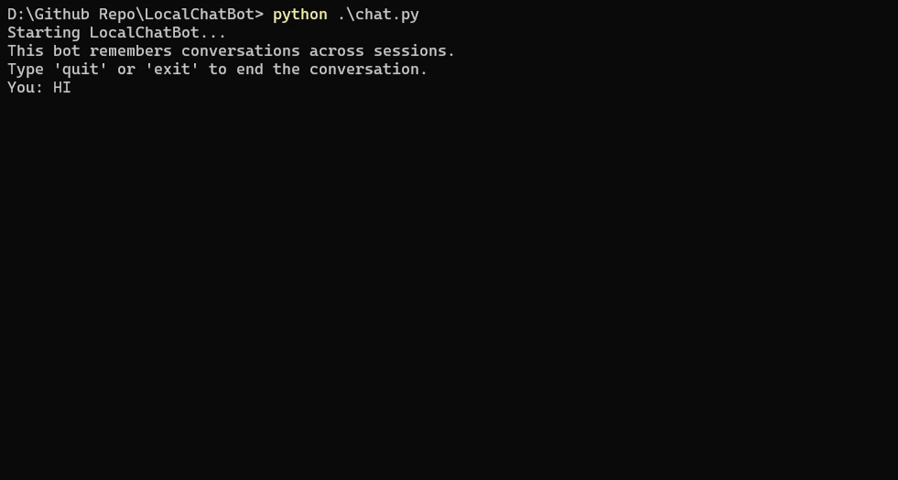 D:\Github Repo\LocalChatBot> python .\chat.py
Starting LocalChatBot...
This bot remembers conversations across sessions.
Type 'quit' or 'exit' to end the conversation.
You: HI